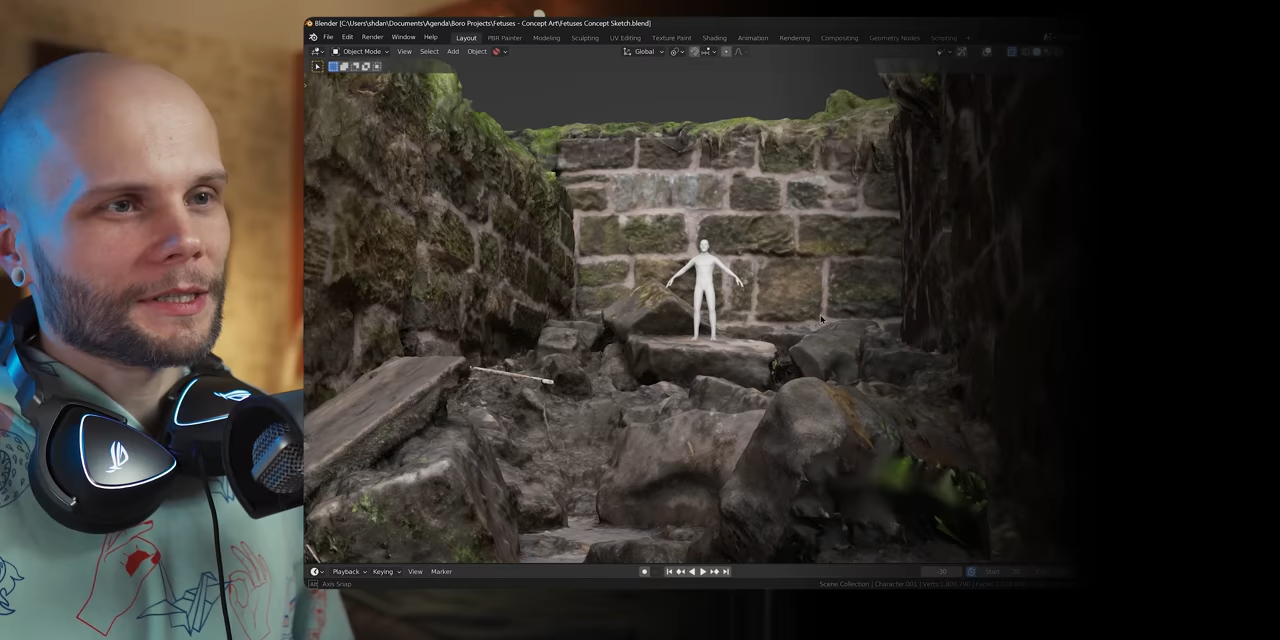 Blender [C:\Users\shdan\Documents\Agenda\Boro Projects\Fetuses - Concept Art\Fetuses Concept Sketch.blend]
File Edit Render Window Help Layout PBR Painter Modeling Sculpting UV Editing Texture Paint Shading Animation Rendering Compositing Geometry Nodes Scripting +
Object Mode View Select Add Object Global
Playback Keying View Marker -30 Start
Axis Snap Scene Collection | Character.001